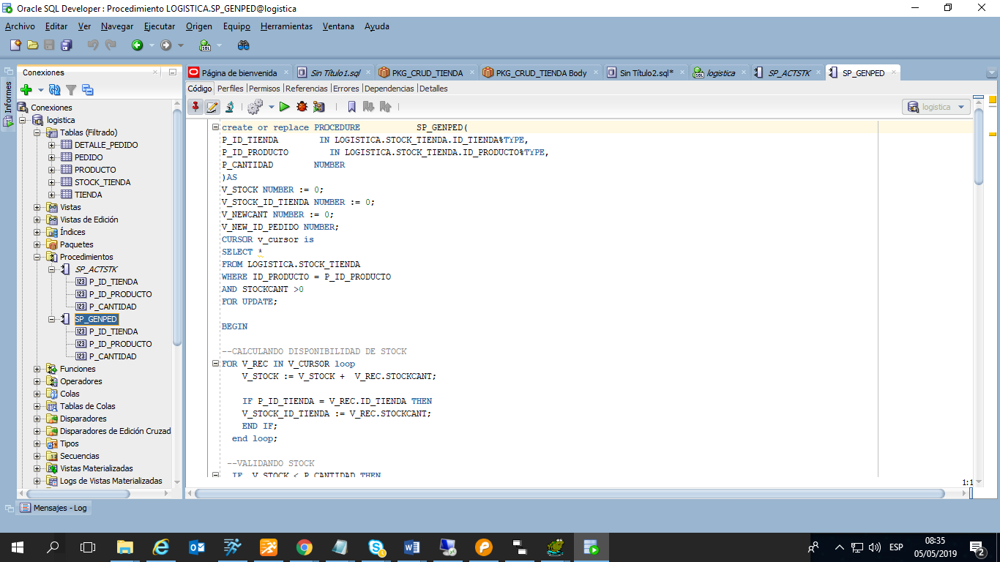 Oracle SQL Developer : Procedimiento LOGISTICA.SP_GENPED@logistica
Archivo Editar Ver Navegar Ejecutar Origen Equipo Herramientas Ventana Ayuda
Informes
Conexiones
Conexiones
logistica
Tablas (Filtrado)
DETALLE_PEDIDO
PEDIDO
PRODUCTO
STOCK_TIENDA
TIENDA
Vistas
Vistas de Edición
Índices
Paquetes
Procedimientos
SP_ACTSTK
P_ID_TIENDA
P_ID_PRODUCTO
P_CANTIDAD
SP_GENPED
P_ID_TIENDA
P_ID_PRODUCTO
P_CANTIDAD
Funciones
Operadores
Colas
Tablas de Colas
Disparadores
Disparadores de Edición Cruzad
Tipos
Secuencias
Vistas Materializadas
Logs de Vistas Materializadas
Página de bienvenida Sin Título1.sql PKG_CRUD_TIENDA PKG_CRUD_TIENDA Body Sin Título2.sql* logistica SP_ACTSTK SP_GENPED
Código Perfiles Permisos Referencias Errores Dependencias Detalles
logistica
create or replace PROCEDURE SP_GENPED(
P_ID_TIENDA IN LOGISTICA.STOCK_TIENDA.ID_TIENDA%TYPE,
P_ID_PRODUCTO IN LOGISTICA.STOCK_TIENDA.ID_PRODUCTO%TYPE,
P_CANTIDAD NUMBER
)AS
V_STOCK NUMBER := 0;
V_STOCK_ID_TIENDA NUMBER := 0;
V_NEWCANT NUMBER := 0;
V_NEW_ID_PEDIDO NUMBER;
CURSOR v_cursor is
SELECT *
FROM LOGISTICA.STOCK_TIENDA
WHERE ID_PRODUCTO = P_ID_PRODUCTO
AND STOCKCANT >0
FOR UPDATE;
BEGIN
--CALCULANDO DISPONIBILIDAD DE STOCK
FOR V_REC IN V_CURSOR loop
V_STOCK := V_STOCK + V_REC.STOCKCANT;
IF P_ID_TIENDA = V_REC.ID_TIENDA THEN
V_STOCK_ID_TIENDA := V_REC.STOCKCANT;
END IF;
end loop;
--VALIDANDO STOCK
IF V_STOCK < P_CANTIDAD THEN
1:1
Mensajes - Log
ESP
08:35
05/05/2019
2